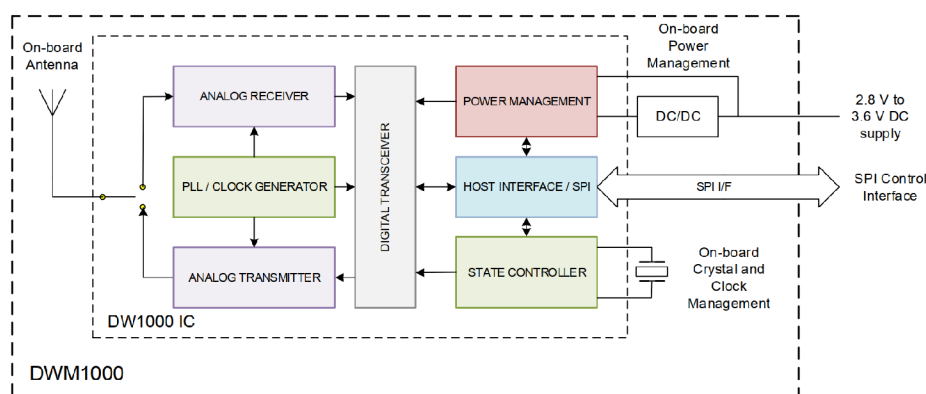 On-board
Antenna
ANALOG RECEIVER
PLL / CLOCK GENERATOR
ANALOG TRANSMITTER
DIGITAL TRANSCEIVER
POWER MANAGEMENT
HOST INTERFACE / SPI
STATE CONTROLLER
On-board
Power
Management
DC/DC
2.8 V to
3.6 V DC
supply
SPI I/F
SPI Control
Interface
On-board
Crystal and
Clock
Management
DW1000 IC
DWM1000